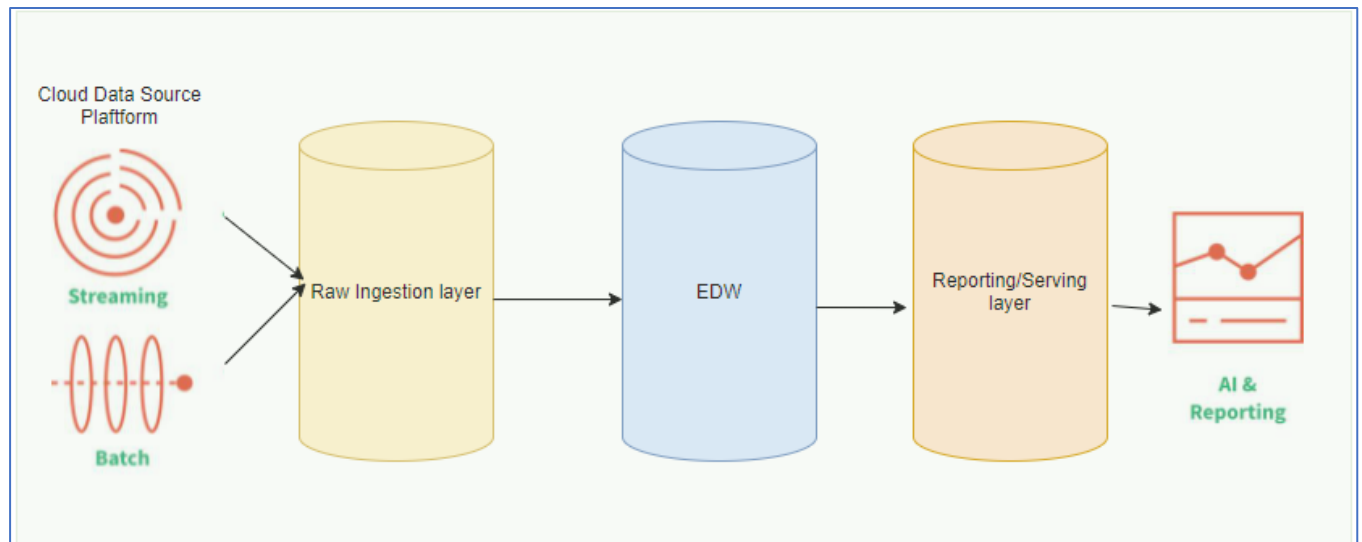 Cloud Data Source
Plaftform
Streaming
Batch
Raw Ingestion layer
EDW
Reporting/Serving
layer
AI &
Reporting